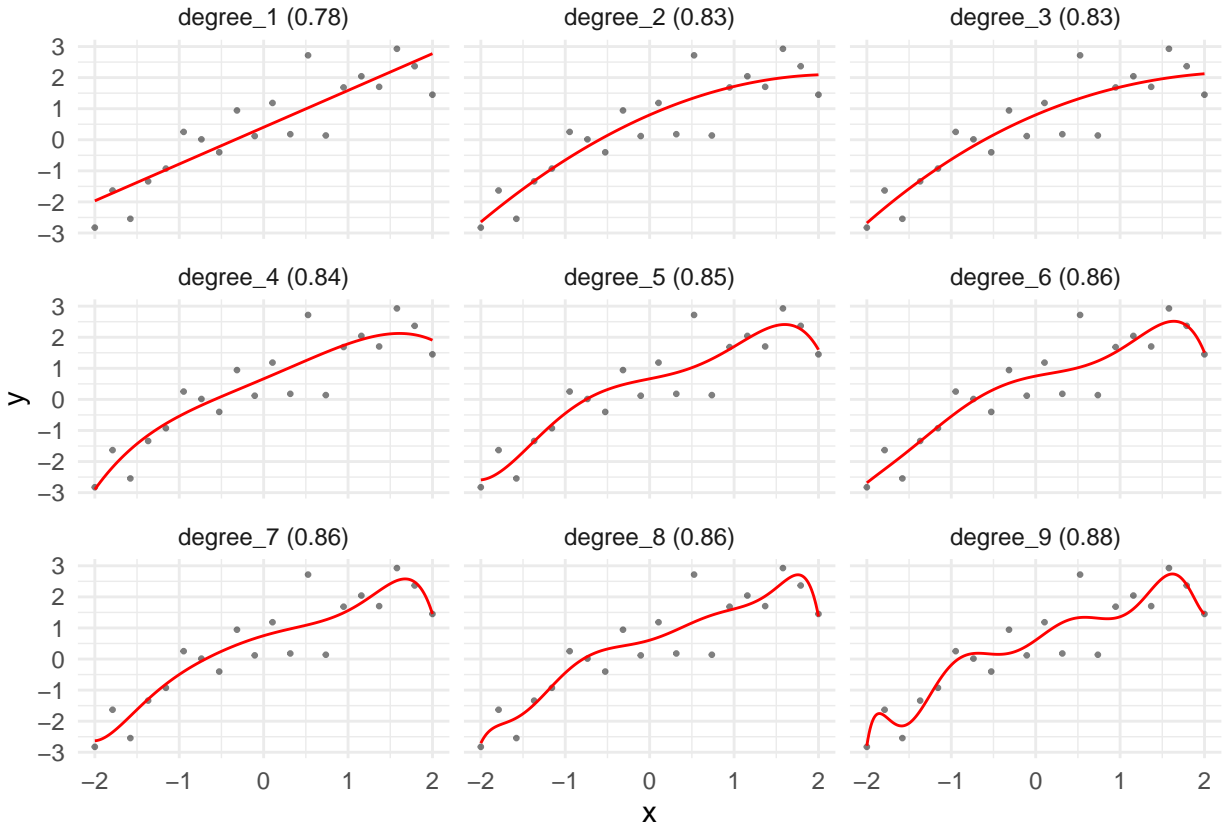 degree_1 (0.78)
degree_2 (0.83)
degree_3 (0.83)
3
2
1
0
−1
−2
−3
degree_4 (0.84)
degree_5 (0.85)
degree_6 (0.86)
3
2
1
0
−1
−2
−3
y
degree_7 (0.86)
degree_8 (0.86)
degree_9 (0.88)
3
2
1
0
−1
−2
−3
−2 −1 0 1 2
−2 −1 0 1 2
−2 −1 0 1 2
x